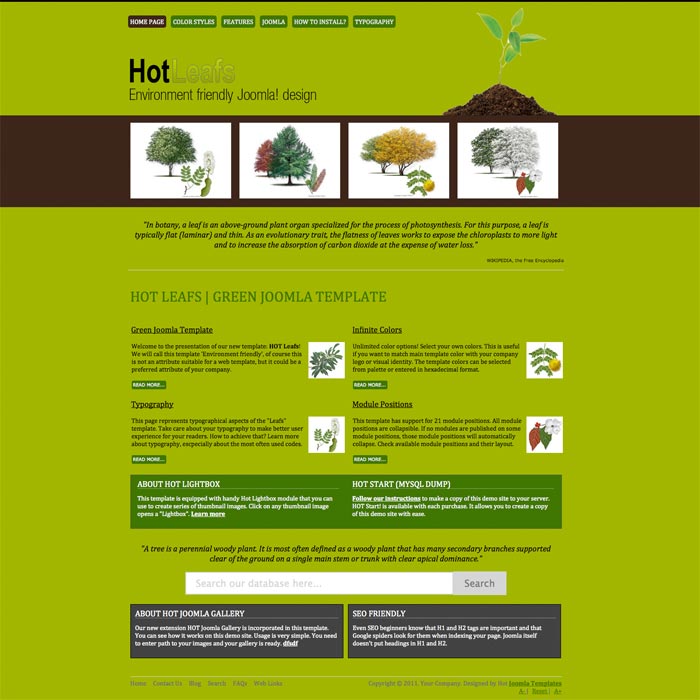 HOME PAGE COLOR STYLES FEATURES JOOMLA HOW TO INSTALL? TYPOGRAPHY
HotLeafs
Environment friendly Joomla! design
"In botany, a leaf is an above-ground plant organ specialized for the process of photosynthesis. For this purpose, a leaf is
typically flat (laminar) and thin. As an evolutionary trait, the flatness of leaves works to expose the chloroplasts to more light
and to increase the absorption of carbon dioxide at the expense of water loss."
WIKIPEDIA, the Free Encyclopedia
HOT LEAFS | GREEN JOOMLA TEMPLATE
Green Joomla Template
Welcome to the presentation of our new template: HOT Leafs!
We will call this template 'Environment friendly', of course this
is not an attribute suitable for a web template, but it could be a
preferred attribute of your company.
READ MORE...
Infinite Colors
Unlimited color options! Select your own colors. This is useful
if you want to match main template color with your company
logo or visual identity. The template colors can be selected
from palette or entered in hexadecimal format.
READ MORE...
Typography
This page represents typographical aspects of the "Leafs"
template. Take care about your typography to make better user
experience for your readers. How to achieve that? Learn more
about typography, escpecially about the most often used codes.
READ MORE...
Module Positions
This template has support for 21 module positions. All module
positions are collapsible. If no modules are published on some
module positions, those module positions will automatically
collapse. Check available module positions and their layout.
READ MORE...
ABOUT HOT LIGHTBOX
This template is equipped with handy Hot Lightbox module that you can
use to create series of thumbnail images. Click on any thumbnail image
opens a "Lightbox". Learn more
HOT START (MYSQL DUMP)
Follow our instructions to make a copy of this demo site to your server.
HOT Start! is available with each purchase. It allows you to create a copy
of this demo site with ease.
"A tree is a perennial woody plant. It is most often defined as a woody plant that has many secondary branches supported
clear of the ground on a single main stem or trunk with clear apical dominance."
Search our database here... Search
ABOUT HOT JOOMLA GALLERY
Our new extension HOT Joomla Gallery is incorporated in this template.
You can see how it works on this demo site. Usage is very simple. You need
to enter path to your images and your gallery is ready. dfsdf
SEO FRIENDLY
Even SEO beginners know that H1 and H2 tags are important and that
Google spiders look for them when indexing your page. Joomla itself
doesn't put headings in H1 and H2.
Home Contact Us Blog Search FAQs Web Links
Copyright © 2011. Your Company. Designed by Hot Joomla Templates
A- | Reset | A+